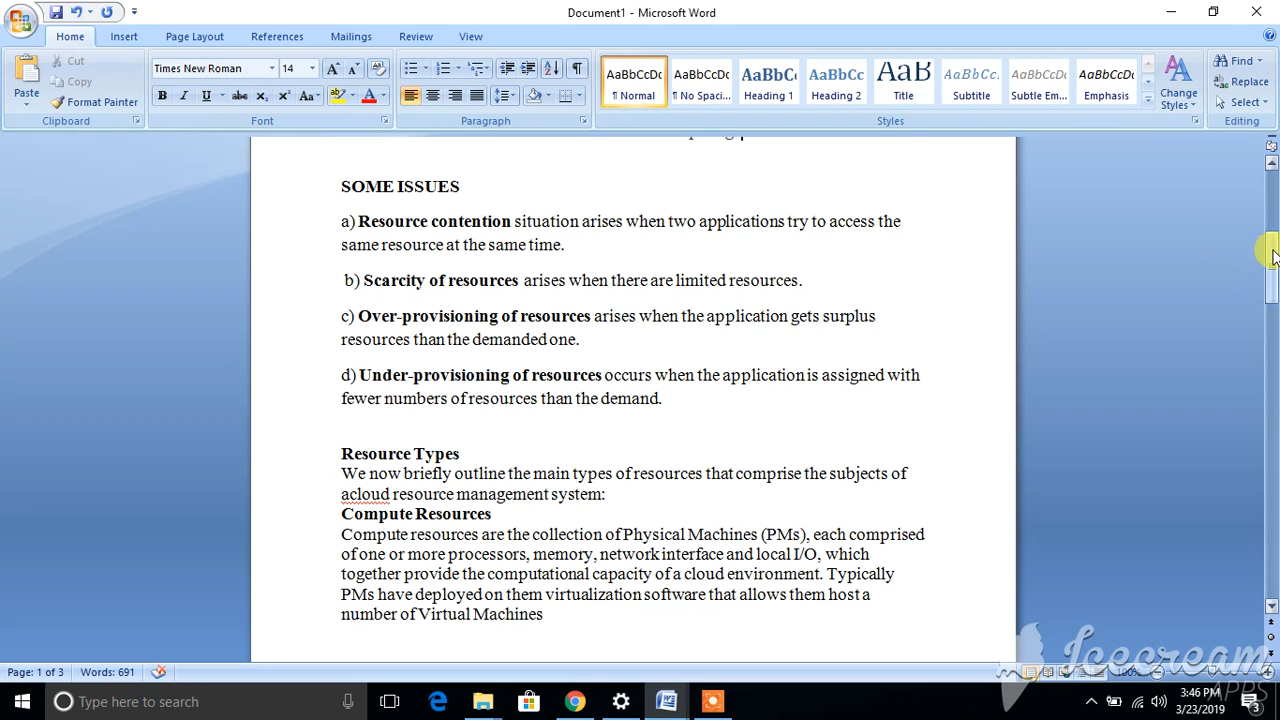 Document1 - Microsoft Word
Home Insert Page Layout References Mailings Review View
Paste
Cut
Copy
Format Painter
Clipboard
Times New Roman 14
Font
Paragraph
AaBbCcDc AaBbCcDc AaBbC AaBbCc AaB AaBbCc. AaBbCcDc AaBbCcDc
¶ Normal ¶ No Spaci... Heading 1 Heading 2 Title Subtitle Subtle Em... Emphasis
Change
Styles
Styles
Find
Replace
Select
Editing
SOME ISSUES
a) Resource contention situation arises when two applications try to access the
same resource at the same time.
b) Scarcity of resources arises when there are limited resources.
c) Over-provisioning of resources arises when the application gets surplus
resources than the demanded one.
d) Under-provisioning of resources occurs when the application is assigned with
fewer numbers of resources than the demand.
Resource Types
We now briefly outline the main types of resources that comprise the subjects of
acloud resource management system:
Compute Resources
Compute resources are the collection of Physical Machines (PMs), each comprised
of one or more processors, memory, network interface and local I/O, which
together provide the computational capacity of a cloud environment. Typically
PMs have deployed on them virtualization software that allows them host a
number of Virtual Machines
Icecream
APPS
Page: 1 of 3 Words: 691 100%
Type here to search
3:46 PM
3/23/2019
3